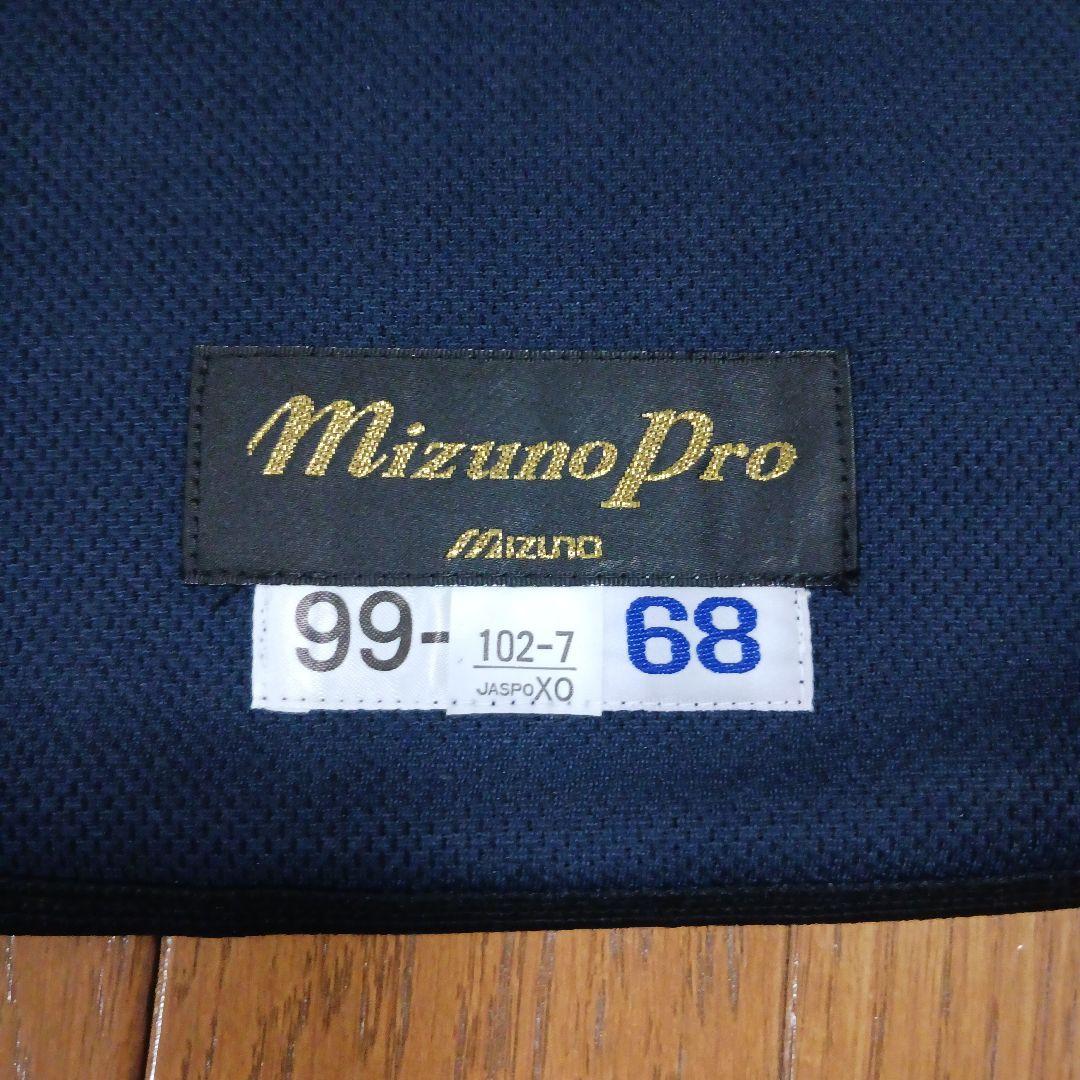 Mizuno Pro
Mizuno
99- 102-7 68
JASPO XO